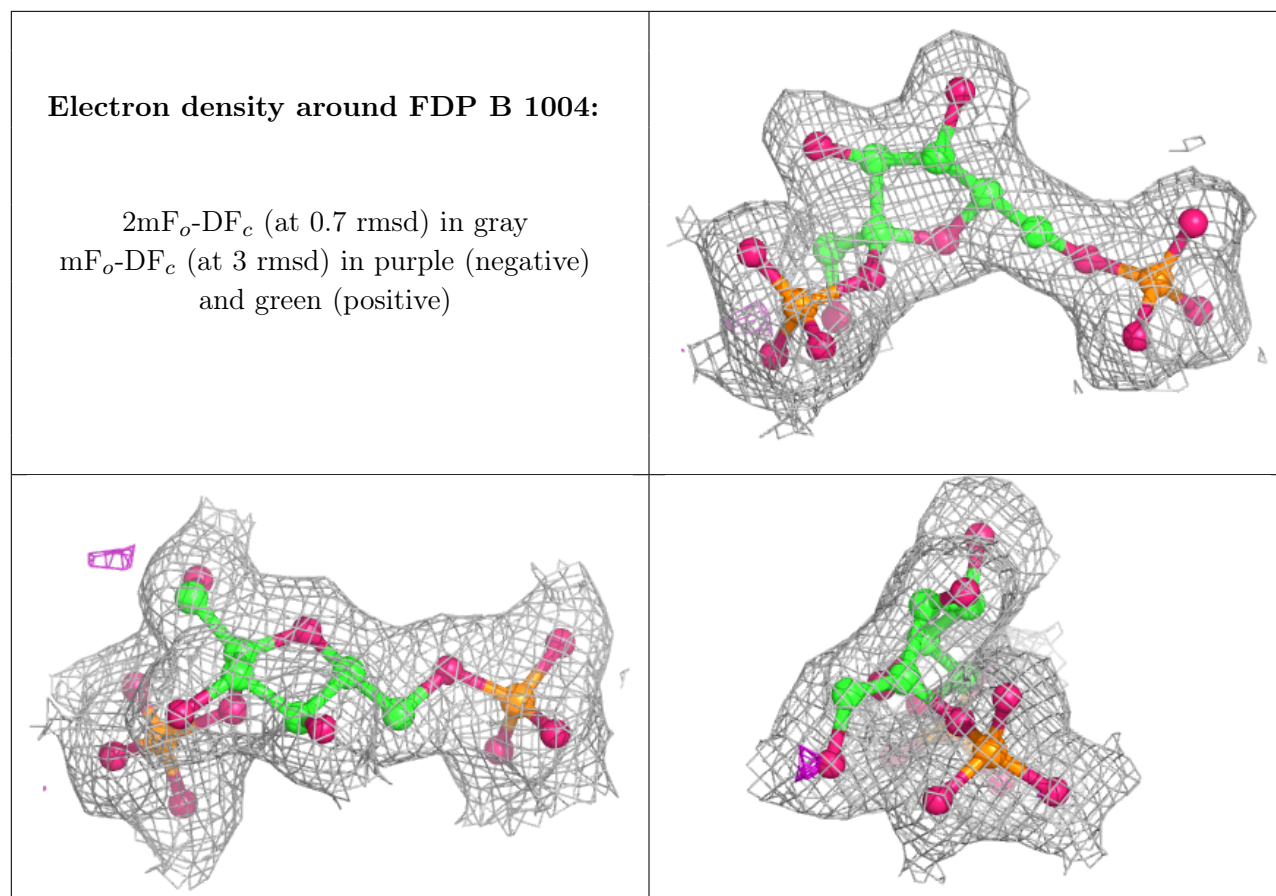 Electron density around FDP B 1004:
2mFo-DFc (at 0.7 rmsd) in gray
mFo-DFc (at 3 rmsd) in purple (negative)
and green (positive)